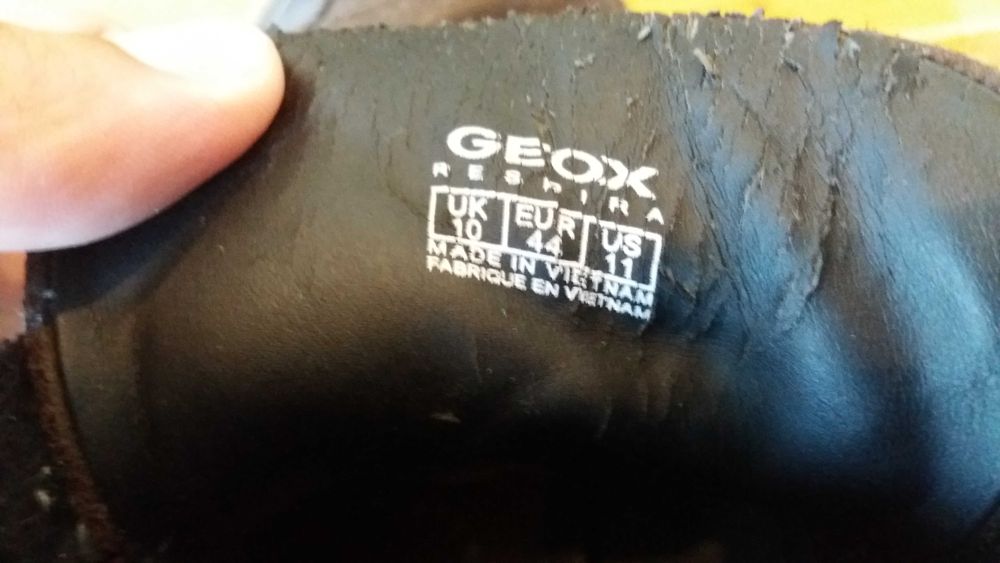 GEOX
RESPIRA
UK EUR US
10 44 11
MADE IN VIETNAM
FABRIQUE EN VIETNAM